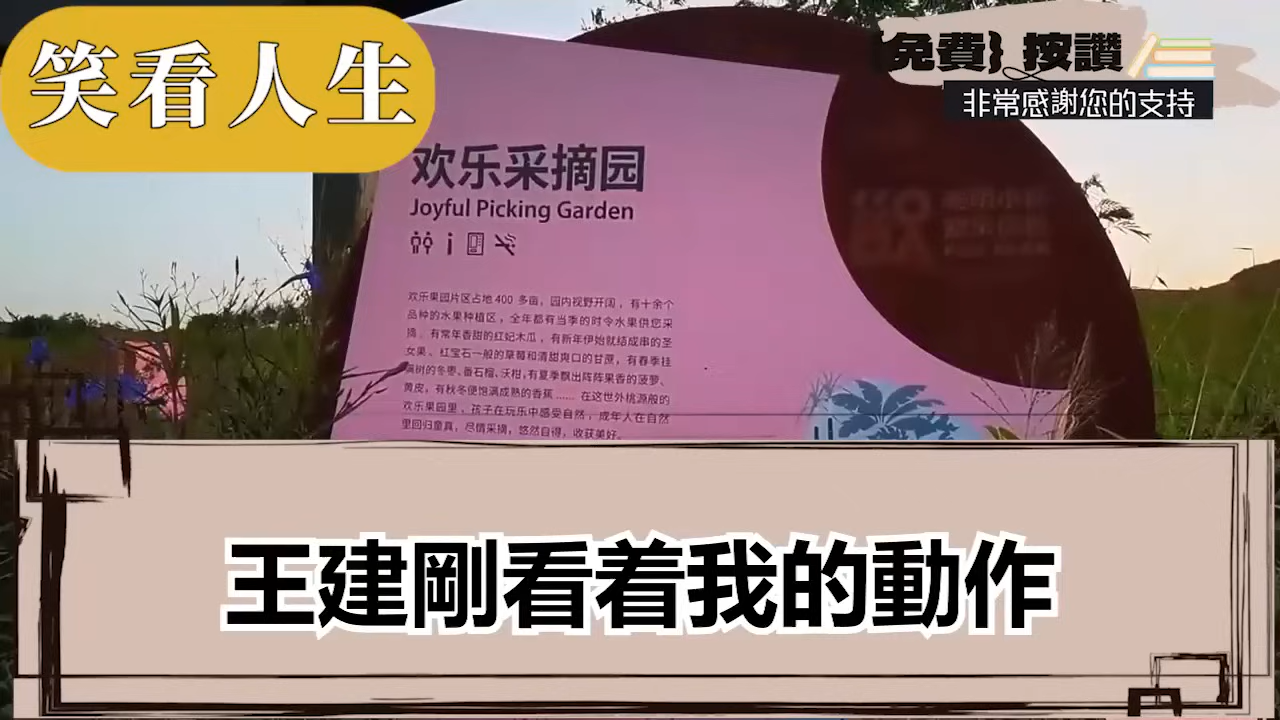 笑看人生
免費 按讚
非常感謝您的支持
欢乐采摘园
Joyful Picking Garden
欢乐果园片区占地 400 多亩，园内视野开阔，有十余个
品种的水果种植区，全年都有当季的时令水果供您采
摘。有常年香甜的红妃木瓜，有新年伊始就结成串的圣
女果、红宝石一般的草莓和清甜爽口的甘蔗，有春季挂
满树的冬枣、番石榴、沃柑，有夏季飘出阵阵果香的菠萝、
黄皮，有秋冬便饱满成熟的香蕉...... 在这世外桃源般的
欢乐果园里，孩子在玩乐中感受自然，成年人在自然
里回归童真，尽情采摘，悠然自得，收获美好。
王建剛看着我的動作